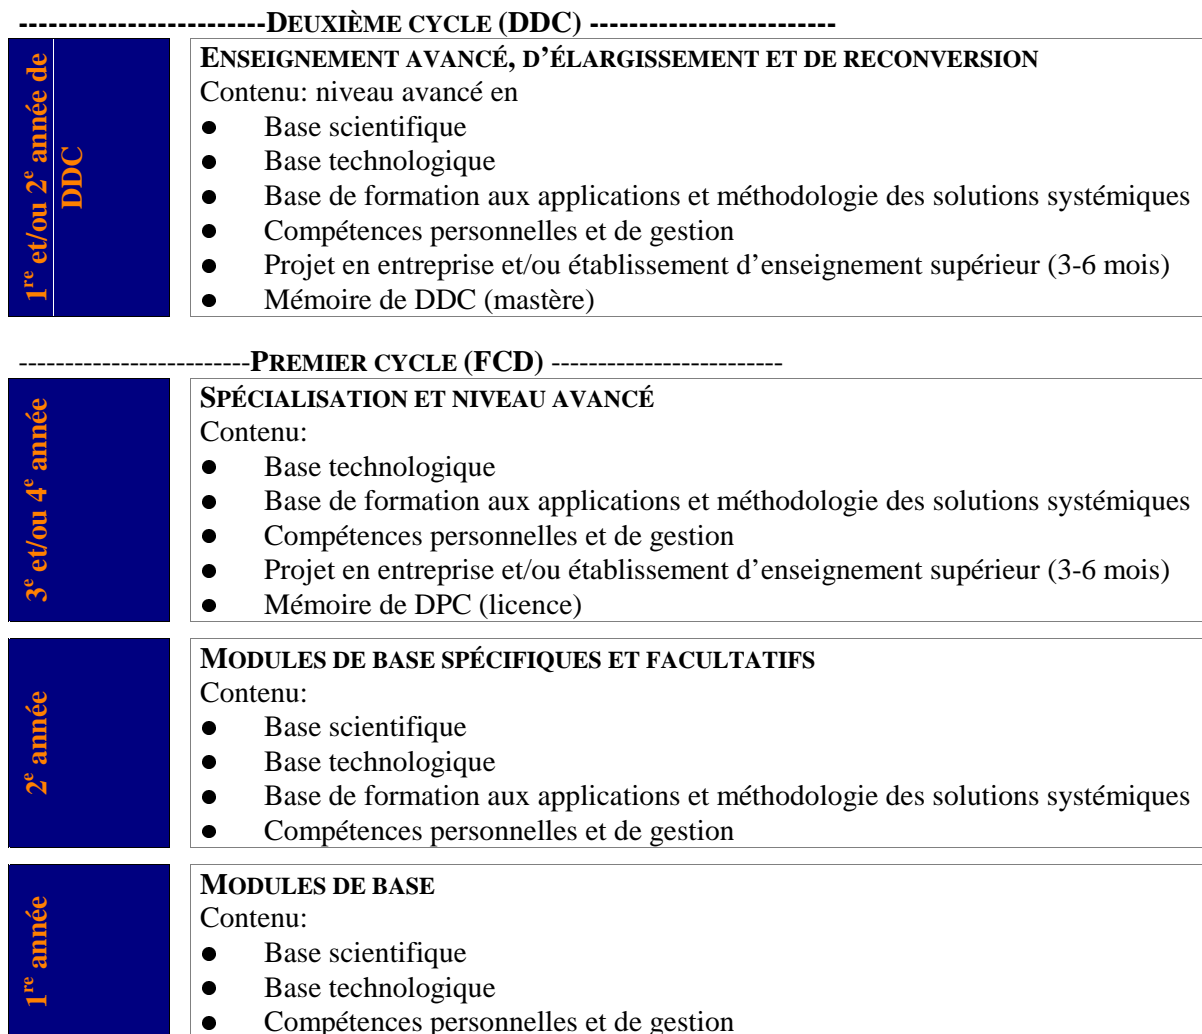 -------------------------DEUXIÈME CYCLE (DDC) -------------------------
1re et/ou 2e année de
DDC
ENSEIGNEMENT AVANCÉ, D’ÉLARGISSEMENT ET DE RECONVERSION
Contenu: niveau avancé en
● Base scientifique
● Base technologique
● Base de formation aux applications et méthodologie des solutions systémiques
● Compétences personnelles et de gestion
● Projet en entreprise et/ou établissement d’enseignement supérieur (3-6 mois)
● Mémoire de DDC (mastère)
-------------------------PREMIER CYCLE (FCD) -------------------------
3e et/ou 4e année
SPÉCIALISATION ET NIVEAU AVANCÉ
Contenu:
● Base technologique
● Base de formation aux applications et méthodologie des solutions systémiques
● Compétences personnelles et de gestion
● Projet en entreprise et/ou établissement d’enseignement supérieur (3-6 mois)
● Mémoire de DPC (licence)
2e année
MODULES DE BASE SPÉCIFIQUES ET FACULTATIFS
Contenu:
● Base scientifique
● Base technologique
● Base de formation aux applications et méthodologie des solutions systémiques
● Compétences personnelles et de gestion
1re année
MODULES DE BASE
Contenu:
● Base scientifique
● Base technologique
● Compétences personnelles et de gestion